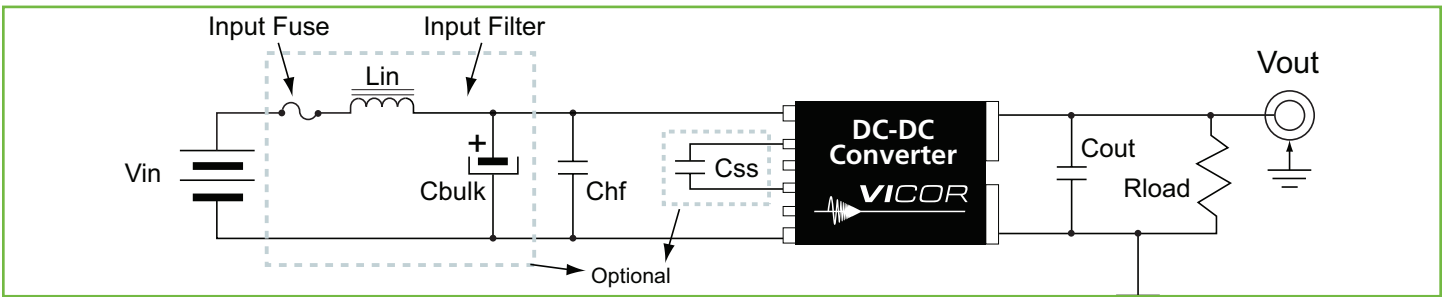 Input Fuse
Input Filter
Vout
Lin
Vin
+
Cbulk
Chf
Css
DC-DC
Converter
VICOR
Cout
Rload
Optional